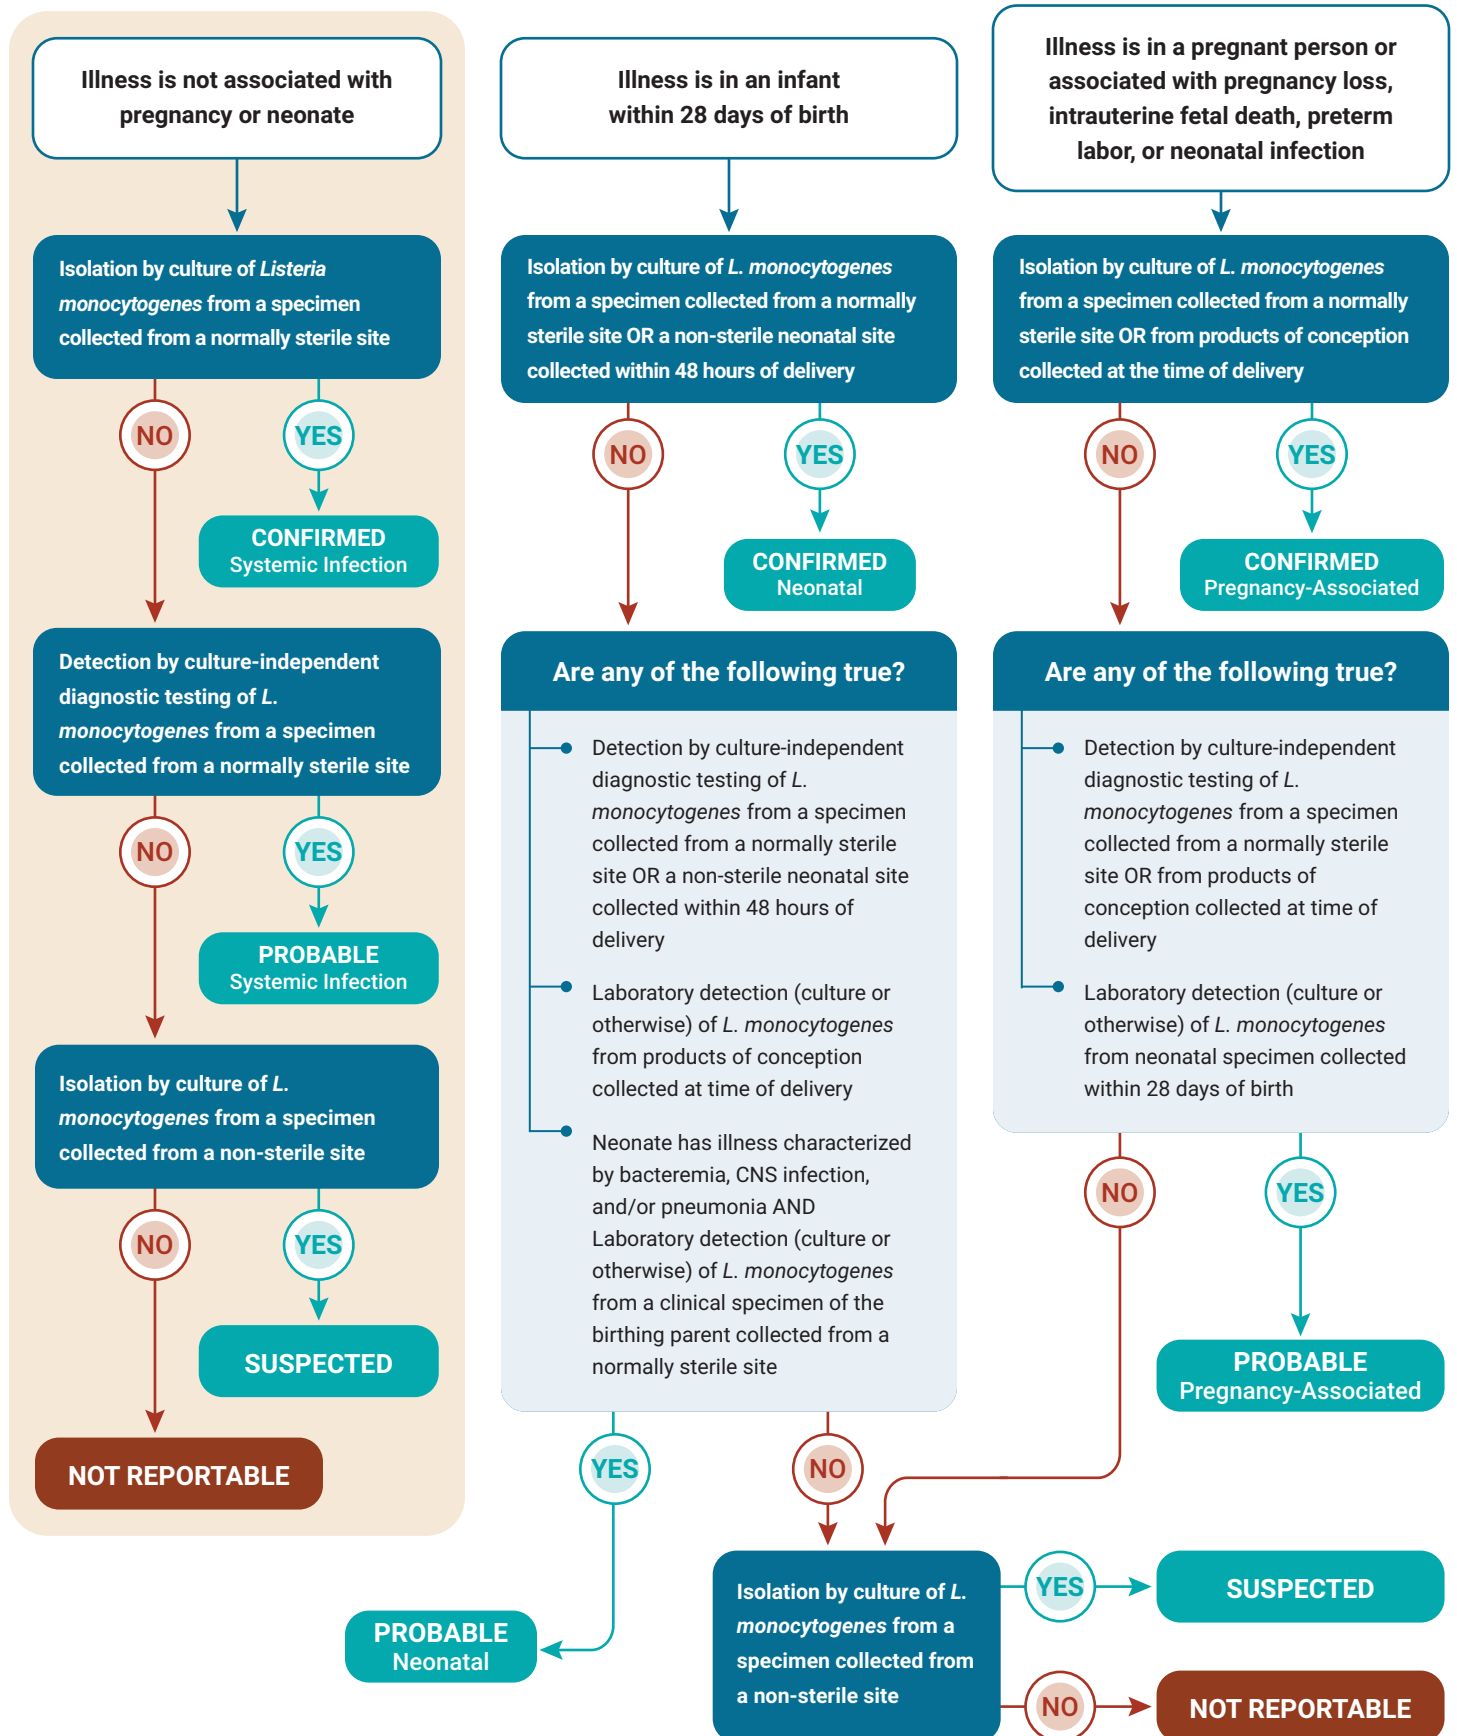 Illness is not associated with
pregnancy or neonate
Isolation by culture of Listeria
monocytogenes from a specimen
collected from a normally sterile site
NO
YES
CONFIRMED
Systemic Infection
Detection by culture-independent
diagnostic testing of L.
monocytogenes from a specimen
collected from a normally sterile site
NO
YES
PROBABLE
Systemic Infection
Isolation by culture of L.
monocytogenes from a specimen
collected from a non-sterile site
NO
YES
SUSPECTED
NOT REPORTABLE
Illness is in an infant
within 28 days of birth
Isolation by culture of L. monocytogenes
from a specimen collected from a normally
sterile site OR a non-sterile neonatal site
collected within 48 hours of delivery
NO
YES
CONFIRMED
Neonatal
Are any of the following true?
Detection by culture-independent
diagnostic testing of L.
monocytogenes from a specimen
collected from a normally sterile
site OR a non-sterile neonatal site
collected within 48 hours of
delivery
Laboratory detection (culture or
otherwise) of L. monocytogenes
from products of conception
collected at time of delivery
Neonate has illness characterized
by bacteremia, CNS infection,
and/or pneumonia AND
Laboratory detection (culture or
otherwise) of L. monocytogenes
from a clinical specimen of the
birthing parent collected from a
normally sterile site
YES
NO
PROBABLE
Neonatal
Illness is in a pregnant person or
associated with pregnancy loss,
intrauterine fetal death, preterm
labor, or neonatal infection
Isolation by culture of L. monocytogenes
from a specimen collected from a normally
sterile site OR from products of conception
collected at the time of delivery
NO
YES
CONFIRMED
Pregnancy-Associated
Are any of the following true?
Detection by culture-independent
diagnostic testing of L.
monocytogenes from a specimen
collected from a normally sterile
site OR from products of
conception collected at time of
delivery
Laboratory detection (culture or
otherwise) of L. monocytogenes
from neonatal specimen collected
within 28 days of birth
NO
YES
PROBABLE
Pregnancy-Associated
Isolation by culture of L.
monocytogenes from a
specimen collected from
a non-sterile site
YES
SUSPECTED
NO
NOT REPORTABLE